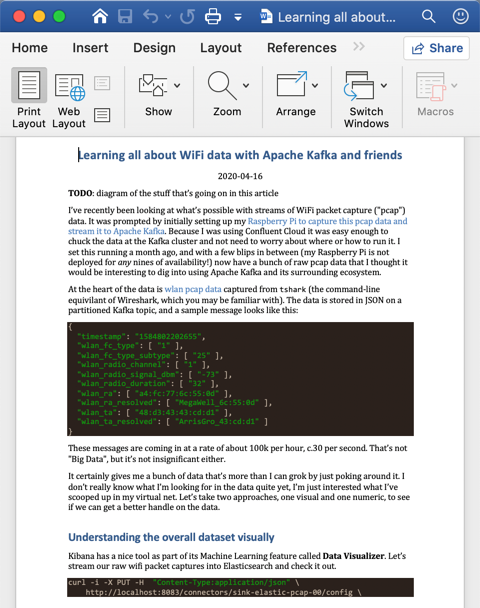 Learning all about...
Home Insert Design Layout References >> Share
Print Layout Web Layout Show Zoom Arrange Switch Windows Macros
Learning all about WiFi data with Apache Kafka and friends
2020-04-16
TODO: diagram of the stuff that's going on in this article
I've recently been looking at what's possible with streams of WiFi packet capture ("pcap")
data. It was prompted by initially setting up my Raspberry Pi to capture this pcap data and
stream it to Apache Kafka. Because I was using Confluent Cloud it was easy enough to
chuck the data at the Kafka cluster and not need to worry about where or how to run it. I
set this running a month ago, and with a few blips in between (my Raspberry Pi is not
deployed for any nines of availability!) now have a bunch of raw pcap data that I thought it
would be interesting to dig into using Apache Kafka and its surrounding ecosystem.
At the heart of the data is wlan pcap data captured from tshark (the command-line
equivilant of Wireshark, which you may be familiar with). The data is stored in JSON on a
partitioned Kafka topic, and a sample message looks like this:
{
"timestamp": "1584802202655",
"wlan_fc_type": [ "1" ],
"wlan_fc_type_subtype": [ "25" ],
"wlan_radio_channel": [ "1" ],
"wlan_radio_signal_dbm": [ "-73" ],
"wlan_radio_duration": [ "32" ],
"wlan_ra": [ "a4:fc:77:6c:55:0d" ],
"wlan_ra_resolved": [ "MegaWell_6c:55:0d" ],
"wlan_ta": [ "48:d3:43:43:cd:d1" ],
"wlan_ta_resolved": [ "ArrisGro_43:cd:d1" ]
}
These messages are coming in at a rate of about 100k per hour, c.30 per second. That's not
"Big Data", but it's not insignificant either.
It certainly gives me a bunch of data that's more than I can grok by just poking around it. I
don't really know what I'm looking for in the data quite yet, I'm just interested what I've
scooped up in my virtual net. Let's take two approaches, one visual and one numeric, to see
if we can get a better handle on the data.
Understanding the overall dataset visually
Kibana has a nice tool as part of its Machine Learning feature called Data Visualizer. Let's
stream our raw wifi packet captures into Elasticsearch and check it out.
curl -i -X PUT -H "Content-Type:application/json" \
http://localhost:8083/connectors/sink-elastic-pcap-00/config \